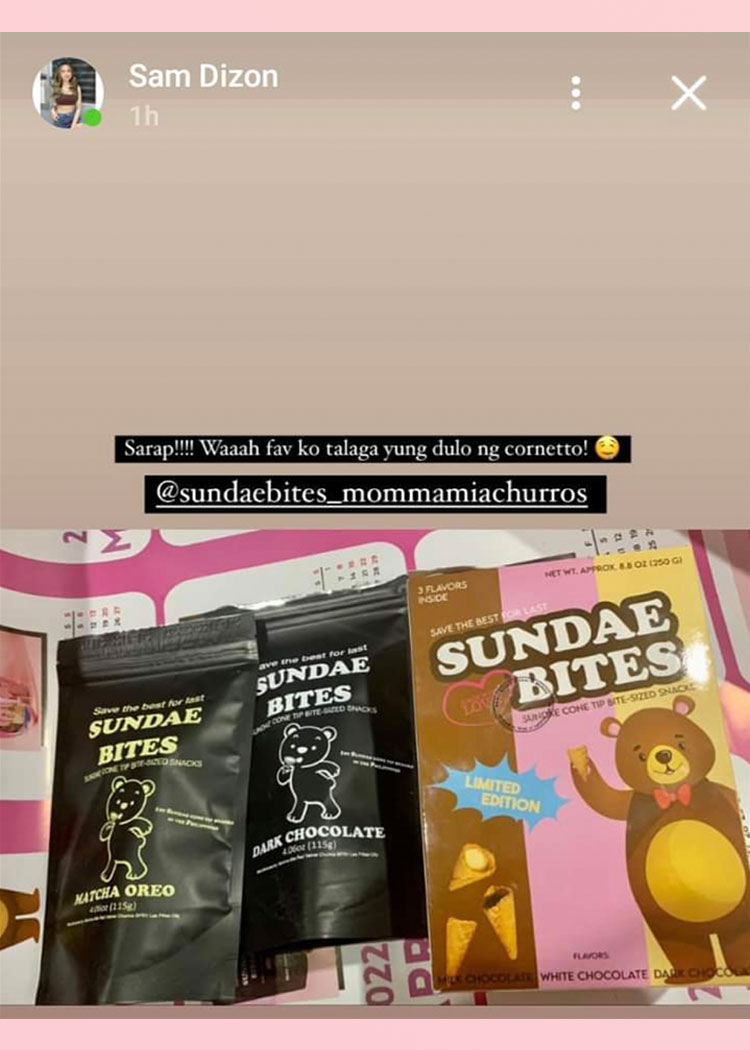 Sam Dizon
1h
Sarap!!!! Waaah fav ko talaga yung dulo ng cornetto! 🤤
@sundaebites_mommamiachurros
Save the best for last
SUNDAE
BITES
SUNDAE CONE TIP BITE-SIZED SNACKS
MATCHA OREO
4.06oz (115g)
ave the best for last
SUNDAE
BITES
SUNDAE CONE TIP BITE-SIZED SNACKS
DARK CHOCOLATE
4.06oz (115g)
3 FLAVORS
INSIDE
NET WT. APPROX. 8.8 OZ (250 G)
SAVE THE BEST FOR LAST
SUNDAE
BITES
SUNDAE CONE TIP BITE-SIZED SNACKS
LIMITED
EDITION
FLAVORS:
MILK CHOCOLATE WHITE CHOCOLATE DARK CHOCOLA